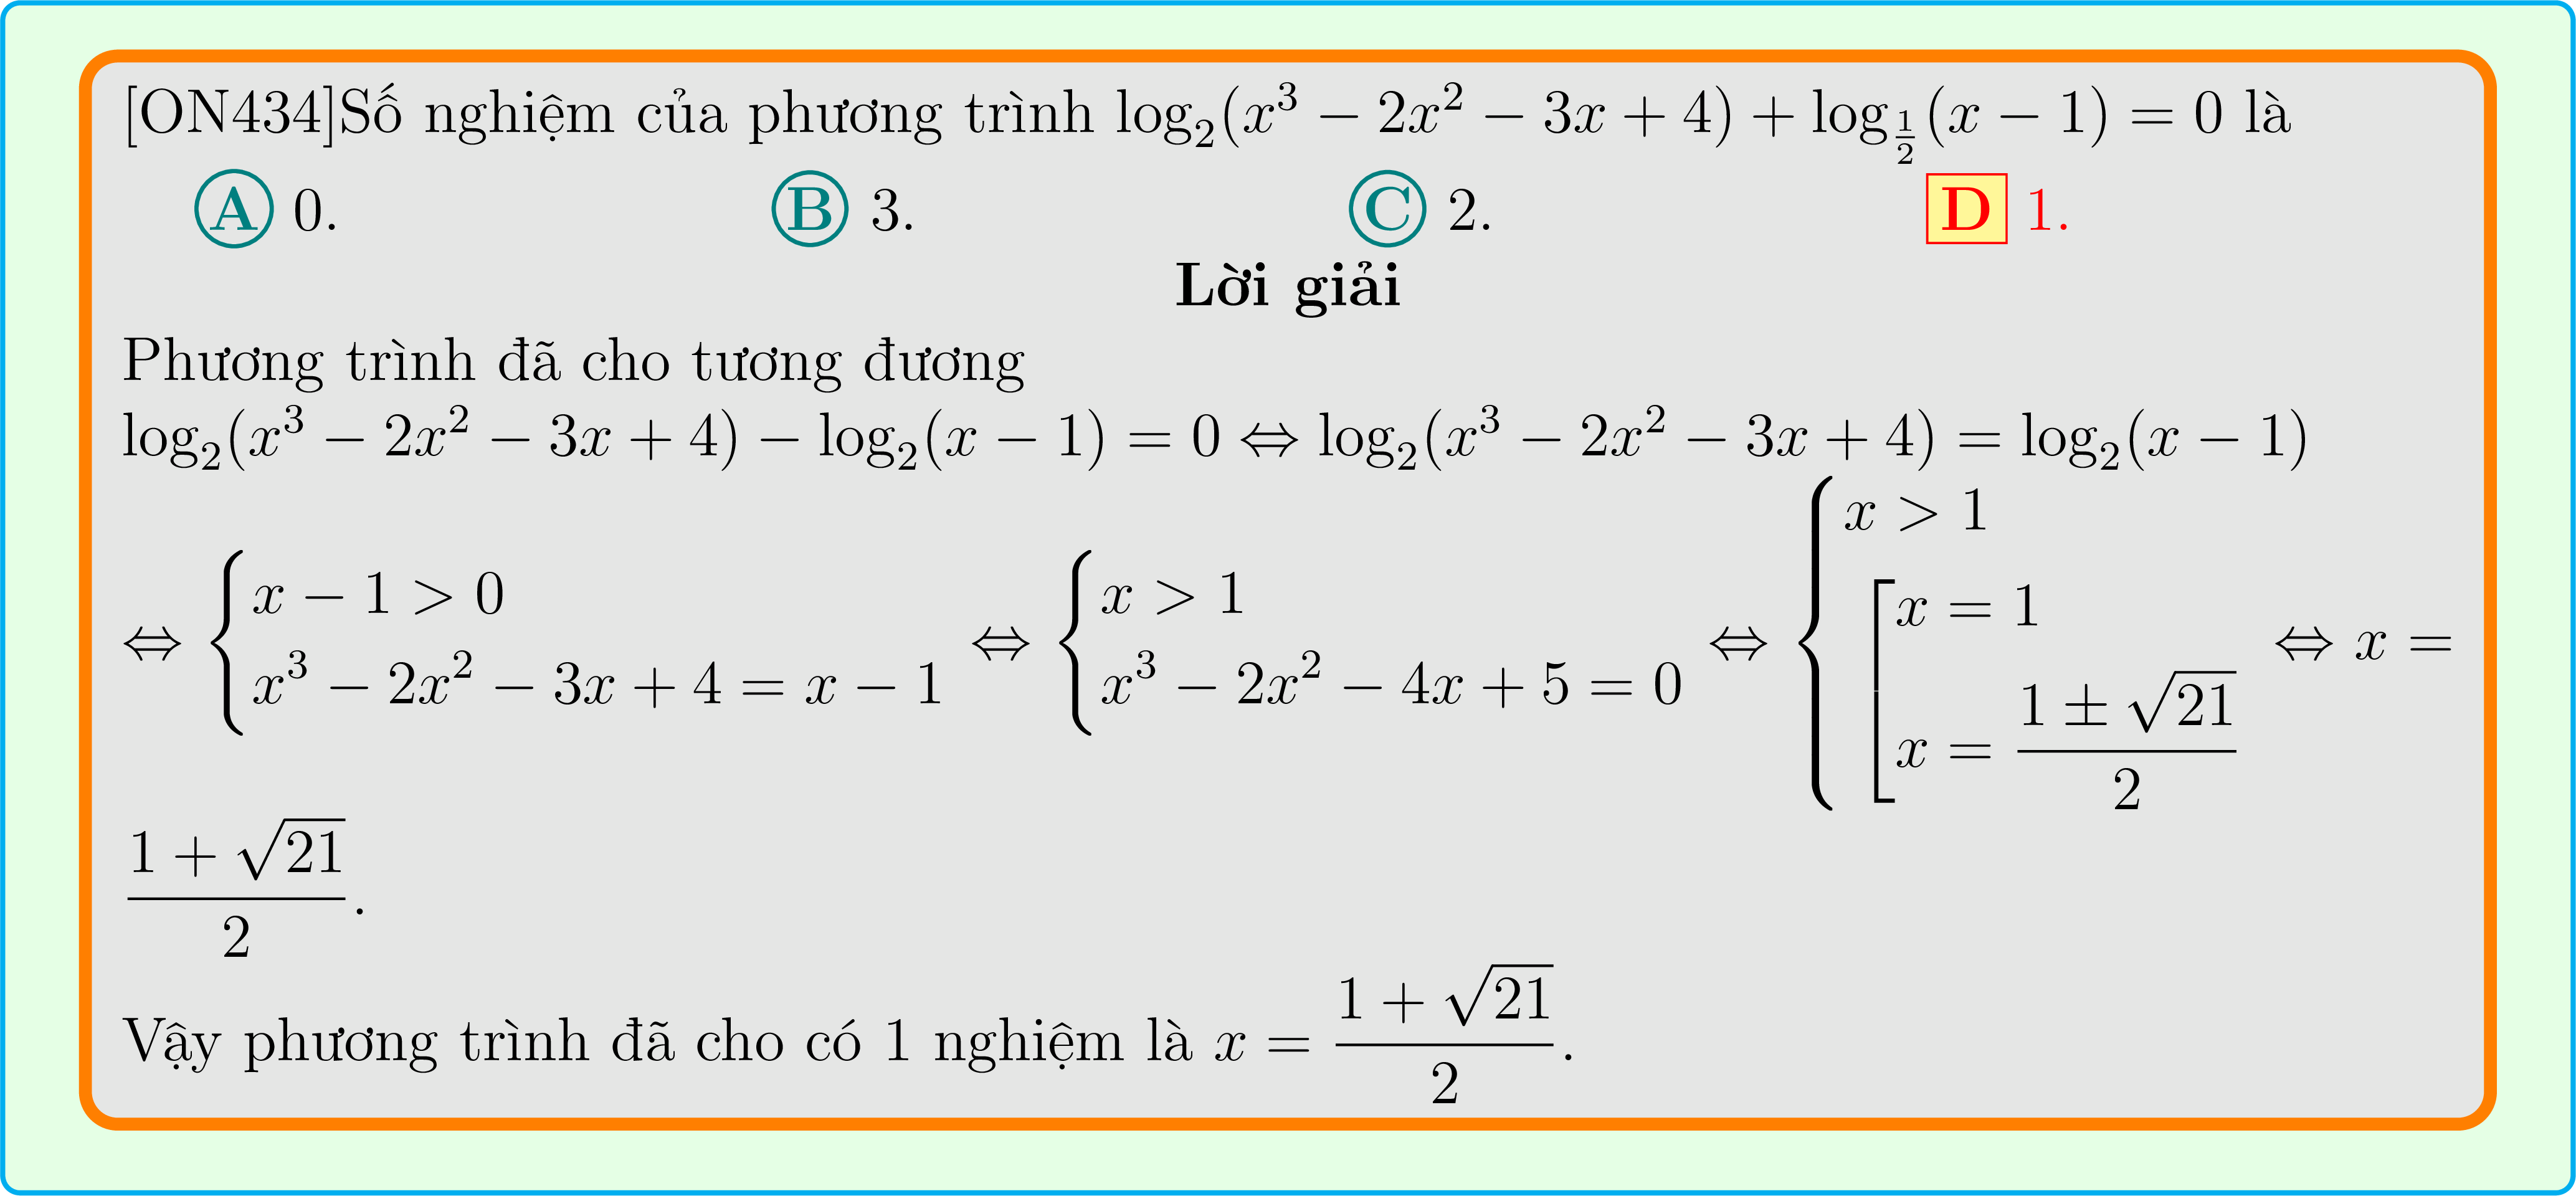 [ON434]Số nghiệm của phương trình $\log_2(x^3 - 2x^2 - 3x + 4) + \log_{\frac{1}{2}}(x - 1) = 0$ là
A 0. B 3. C 2. D 1.
Lời giải
Phương trình đã cho tương đương
$\log_2(x^3 - 2x^2 - 3x + 4) - \log_2(x - 1) = 0 \Leftrightarrow \log_2(x^3 - 2x^2 - 3x + 4) = \log_2(x - 1)$
$\Leftrightarrow \begin{cases} x - 1 > 0 \\ x^3 - 2x^2 - 3x + 4 = x - 1 \end{cases} \Leftrightarrow \begin{cases} x > 1 \\ x^3 - 2x^2 - 4x + 5 = 0 \end{cases} \Leftrightarrow \begin{cases} x > 1 \\ \left[ \begin{array}{l} x = 1 \\ x = \dfrac{1 \pm \sqrt{21}}{2} \end{array} \right. \end{cases} \Leftrightarrow x =$
$\dfrac{1 + \sqrt{21}}{2}.$
Vậy phương trình đã cho có 1 nghiệm là $x = \dfrac{1 + \sqrt{21}}{2}.$